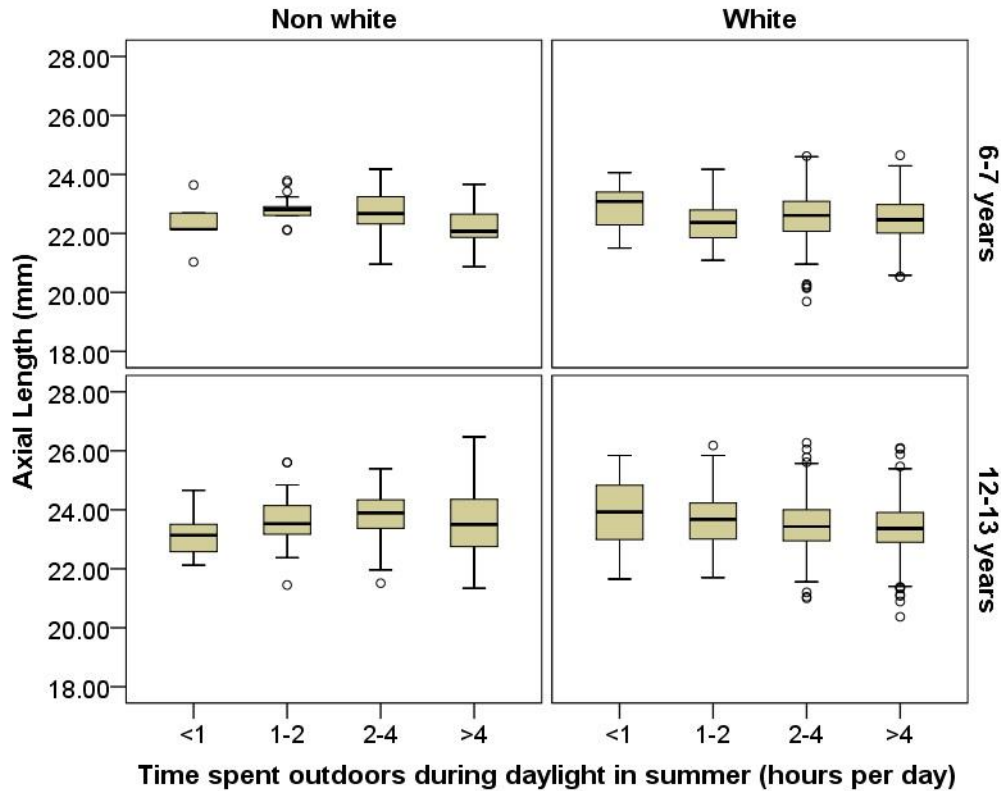 Non white
White
28.00
26.00
24.00
22.00
20.00
18.00
6-7 years
28.00
26.00
24.00
22.00
20.00
18.00
12-13 years
Axial Length (mm)
<1 1-2 2-4 >4 <1 1-2 2-4 >4
Time spent outdoors during daylight in summer (hours per day)